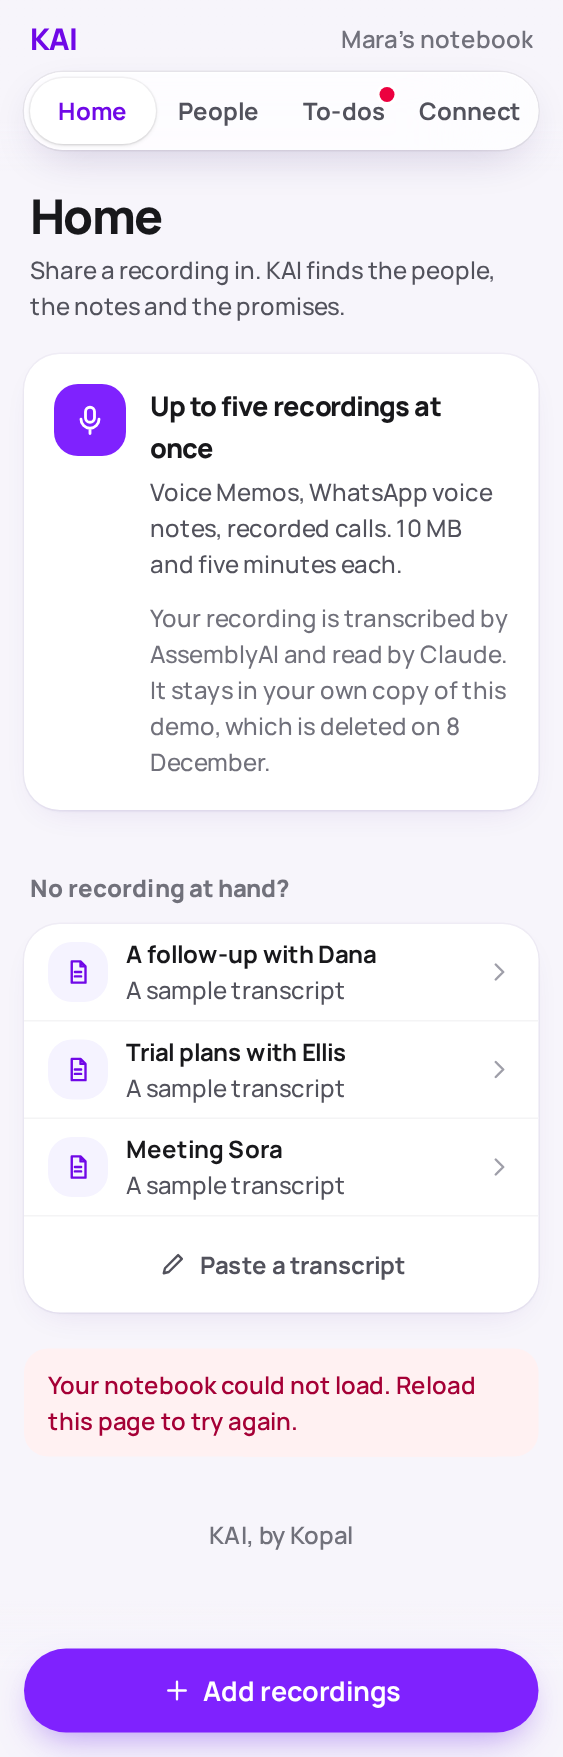 KAI
Mara's notebook
Home
People
To-dos
Connect
Home
Share a recording in. KAI finds the people,
the notes and the promises.
Up to five recordings at
once
Voice Memos, WhatsApp voice
notes, recorded calls. 10 MB
and five minutes each.
Your recording is transcribed by
AssemblyAI and read by Claude.
It stays in your own copy of this
demo, which is deleted on 8
December.
No recording at hand?
A follow-up with Dana
A sample transcript
Trial plans with Ellis
A sample transcript
Meeting Sora
A sample transcript
Paste a transcript
Your notebook could not load. Reload
this page to try again.
KAI, by Kopal
Add recordings